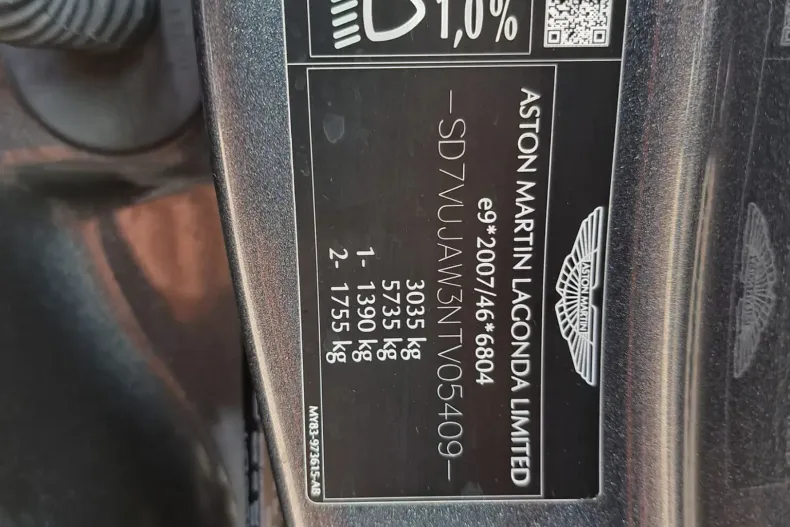 1,0%
ASTON MARTIN
ASTON MARTIN LAGONDA LIMITED
e9*2007/46*6804
—SD7VUJAW3NTV05409—
3035 kg
5735 kg
1- 1390 kg
2- 1755 kg
MY83-973615-AB